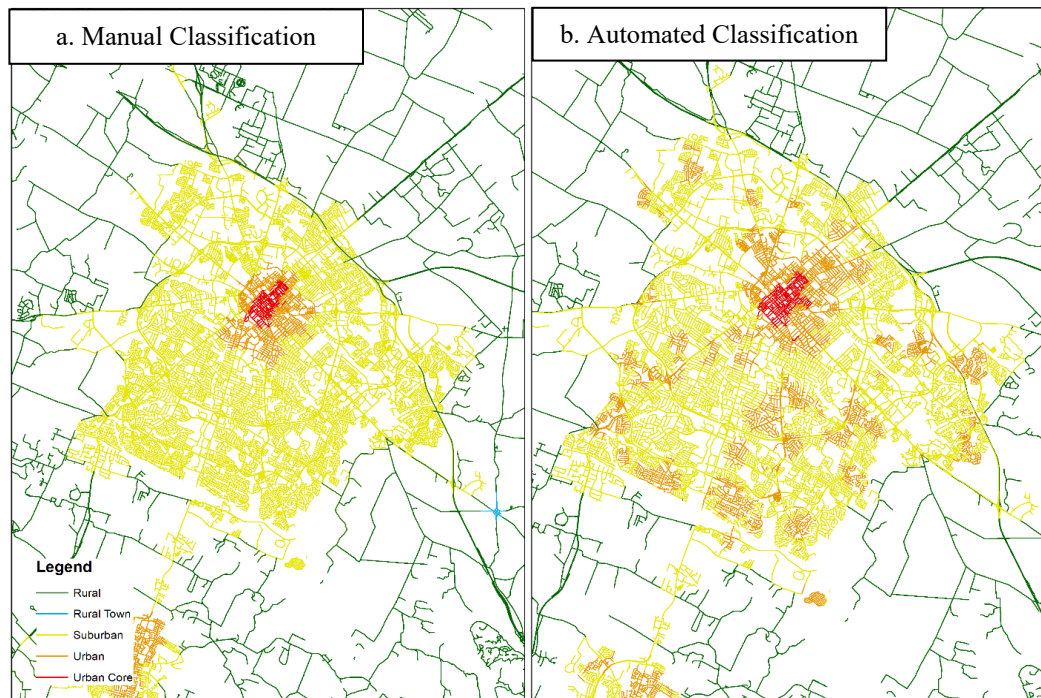 a. Manual Classification
b. Automated Classification
Legend
Rural
Rural Town
Suburban
Urban
Urban Core